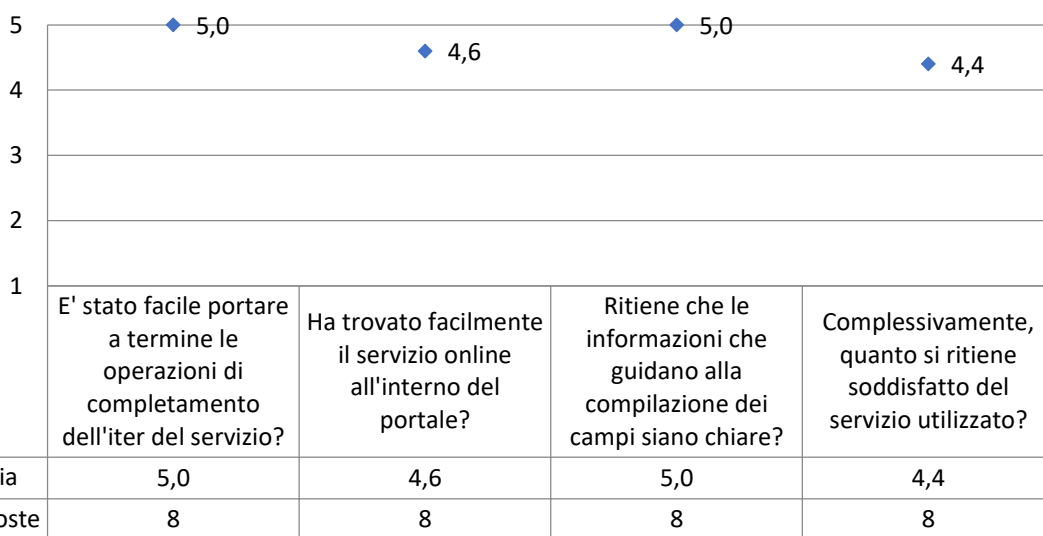 5
5,0
5,0
4,6
4,4
4
3
2
1
E' stato facile portare
a termine le
operazioni di
completamento
dell'iter del servizio?
Ha trovato facilmente
il servizio online
all'interno del
portale?
Ritiene che le
informazioni che
guidano alla
compilazione dei
campi siano chiare?
Complessivamente,
quanto si ritiene
soddisfatto del
servizio utilizzato?
5,0 4,6 5,0 4,4
8 8 8 8